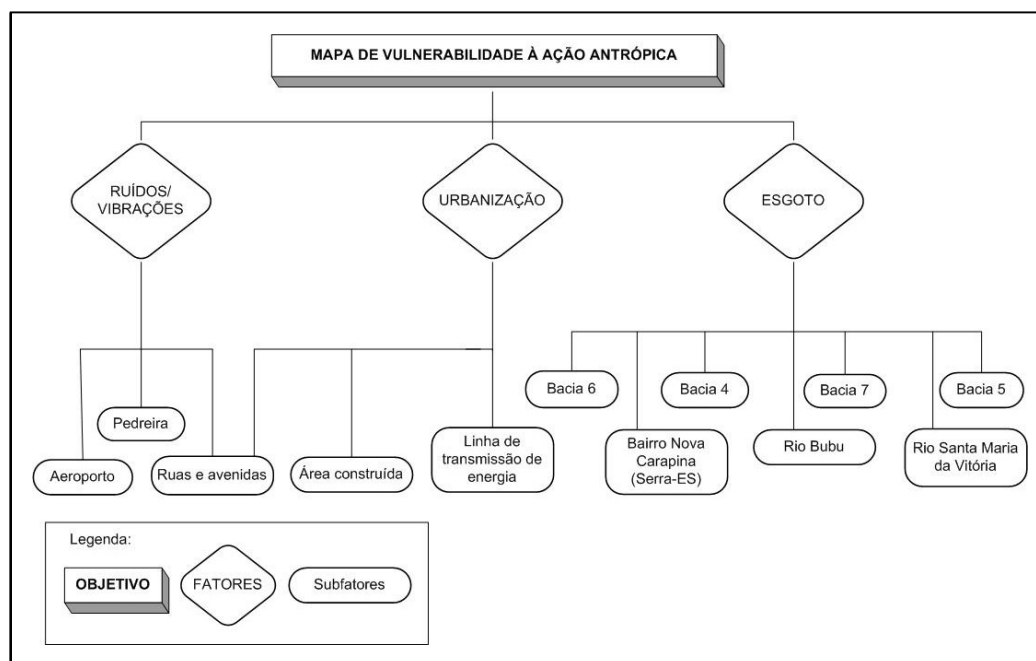 MAPA DE VULNERABILIDADE À AÇÃO ANTRÓPICA
RUÍDOS/
VIBRAÇÕES
URBANIZAÇÃO
ESGOTO
Bacia 6
Bacia 4
Bacia 7
Bacia 5
Pedreira
Aeroporto
Ruas e avenidas
Área construída
Linha de
transmissão de
energia
Bairro Nova
Carapina
(Serra-ES)
Rio Bubu
Rio Santa Maria
da Vitória
Legenda:
OBJETIVO
FATORES
Subfatores